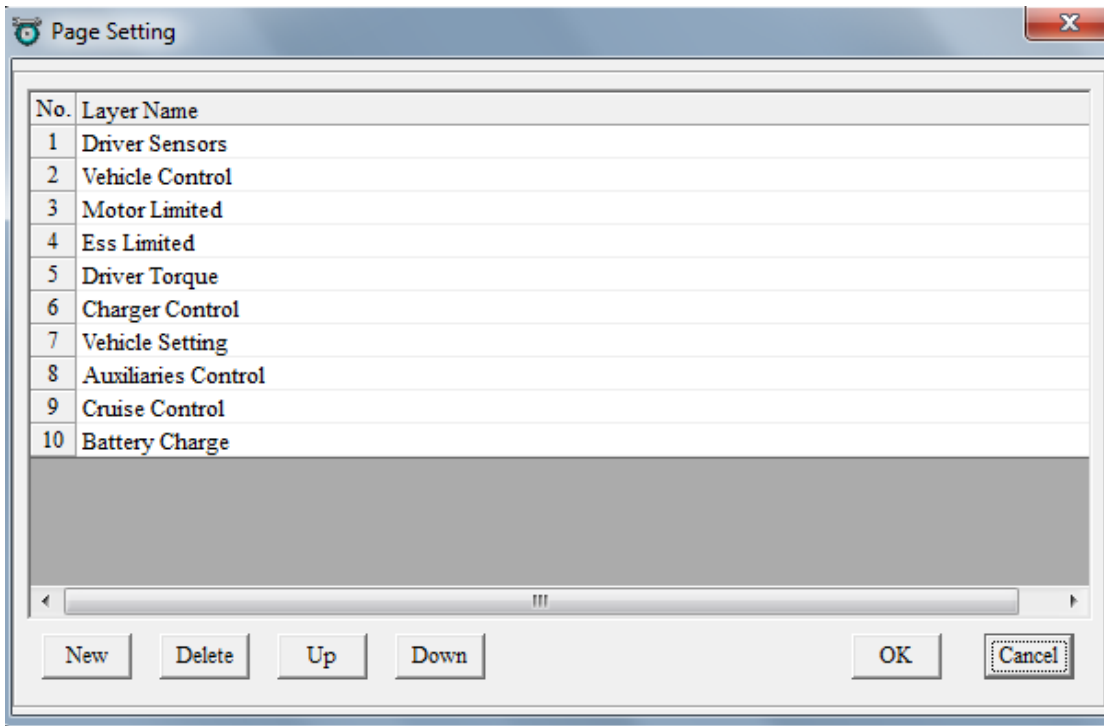 Page Setting
No. Layer Name
1 Driver Sensors
2 Vehicle Control
3 Motor Limited
4 Ess Limited
5 Driver Torque
6 Charger Control
7 Vehicle Setting
8 Auxiliaries Control
9 Cruise Control
10 Battery Charge
New Delete Up Down OK Cancel